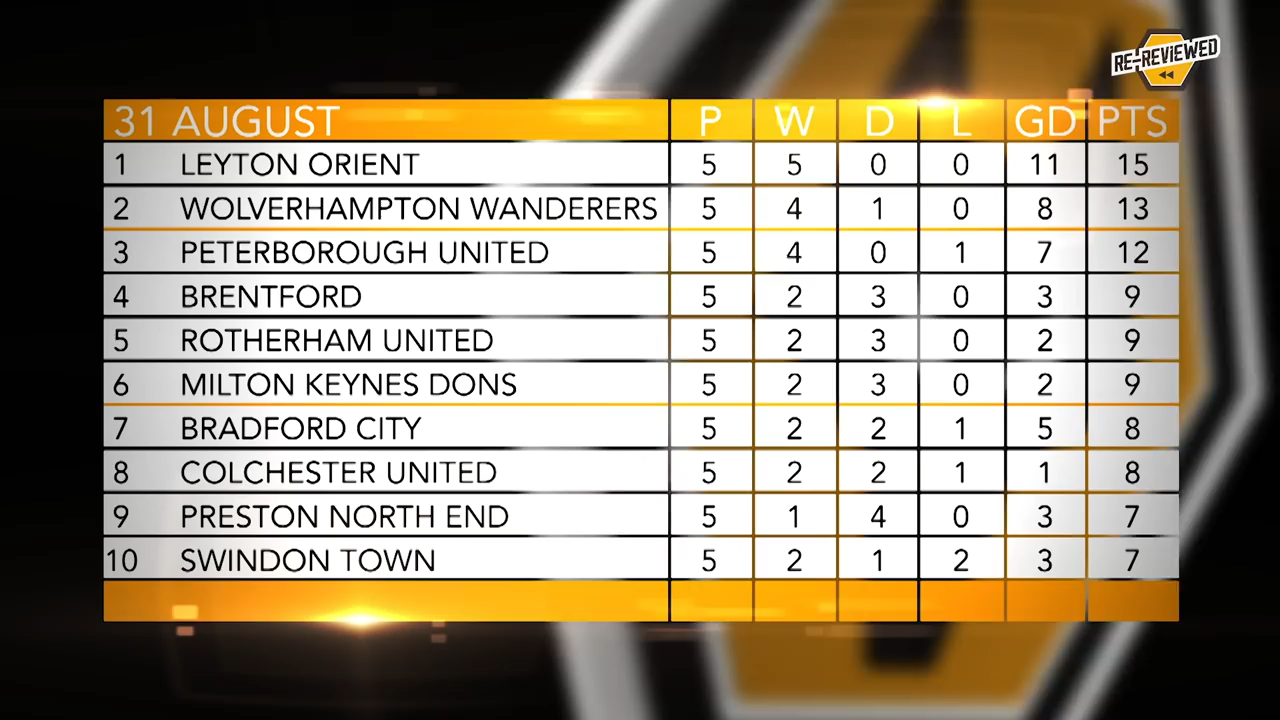 RE-REVIEWED
31 AUGUST P W D L GD PTS
1 LEYTON ORIENT 5 5 0 0 11 15
2 WOLVERHAMPTON WANDERERS 5 4 1 0 8 13
3 PETERBOROUGH UNITED 5 4 0 1 7 12
4 BRENTFORD 5 2 3 0 3 9
5 ROTHERHAM UNITED 5 2 3 0 2 9
6 MILTON KEYNES DONS 5 2 3 0 2 9
7 BRADFORD CITY 5 2 2 1 5 8
8 COLCHESTER UNITED 5 2 2 1 1 8
9 PRESTON NORTH END 5 1 4 0 3 7
10 SWINDON TOWN 5 2 1 2 3 7